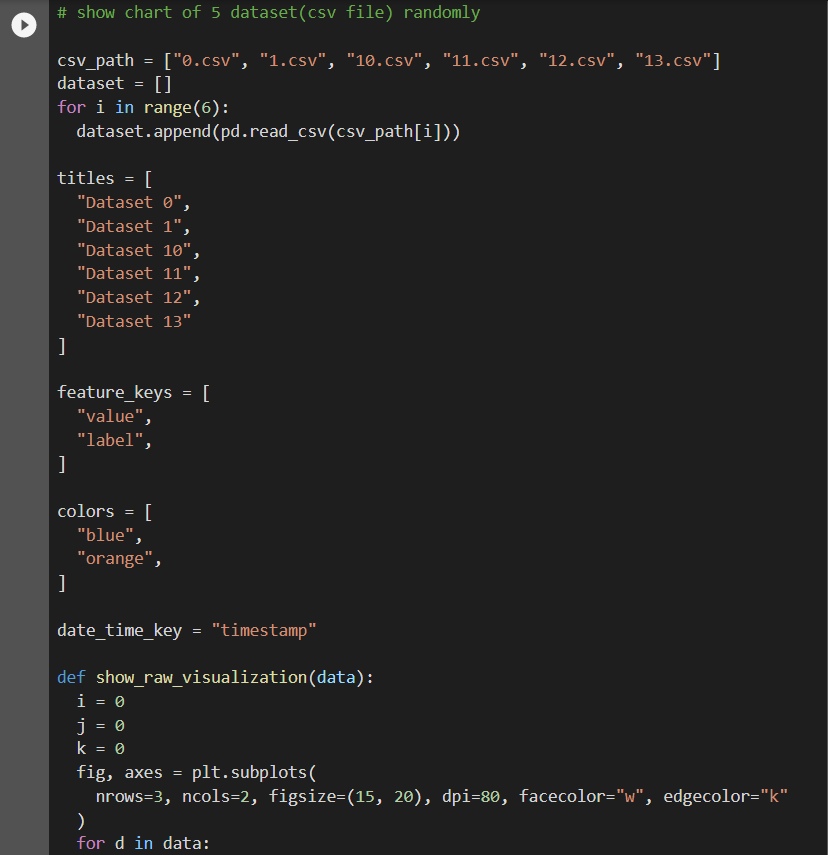 # show chart of 5 dataset(csv file) randomly
csv_path = ["0.csv", "1.csv", "10.csv", "11.csv", "12.csv", "13.csv"]
dataset = []
for i in range(6):
  dataset.append(pd.read_csv(csv_path[i]))
titles = [
  "Dataset 0",
  "Dataset 1",
  "Dataset 10",
  "Dataset 11",
  "Dataset 12",
  "Dataset 13"
]
feature_keys = [
  "value",
  "label",
]
colors = [
  "blue",
  "orange",
]
date_time_key = "timestamp"
def show_raw_visualization(data):
  i = 0
  j = 0
  k = 0
  fig, axes = plt.subplots(
    nrows=3, ncols=2, figsize=(15, 20), dpi=80, facecolor="w", edgecolor="k"
  )
  for d in data: